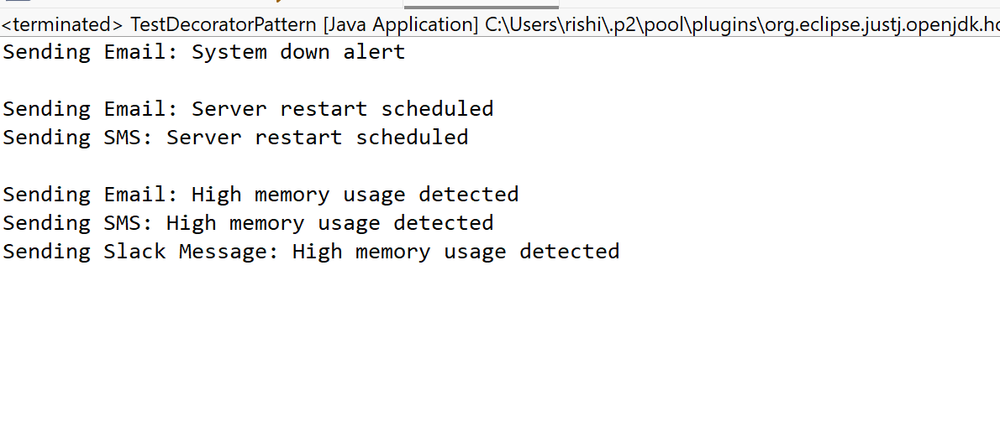 <terminated> TestDecoratorPattern [Java Application] C:\Users\rishi\.p2\pool\plugins\org.eclipse.justj.openjdk.
Sending Email: System down alert
Sending Email: Server restart scheduled
Sending SMS: Server restart scheduled
Sending Email: High memory usage detected
Sending SMS: High memory usage detected
Sending Slack Message: High memory usage detected